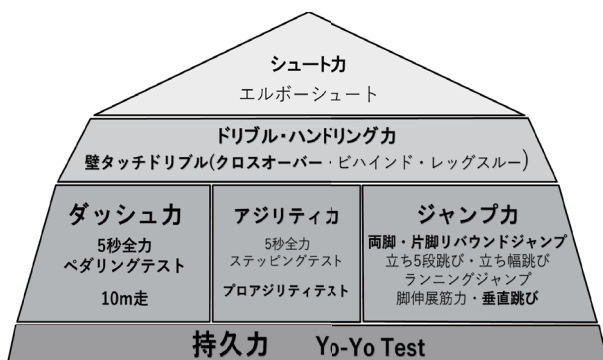 シュート力
エルボーシュート
ドリブル・ハンドリング力
壁タッチドリブル(クロスオーバー・ビハインド・レッグスルー)
ダッシュ力
5秒全力
ペダリングテスト
10m走
アジリティ力
5秒全力
ステッピングテスト
プロアジリティテスト
ジャンプ力
両脚・片脚リバウンドジャンプ
立ち5段跳び・立ち幅跳び
ランニングジャンプ
脚伸展筋力・垂直跳び
持久力 Yo-Yo Test